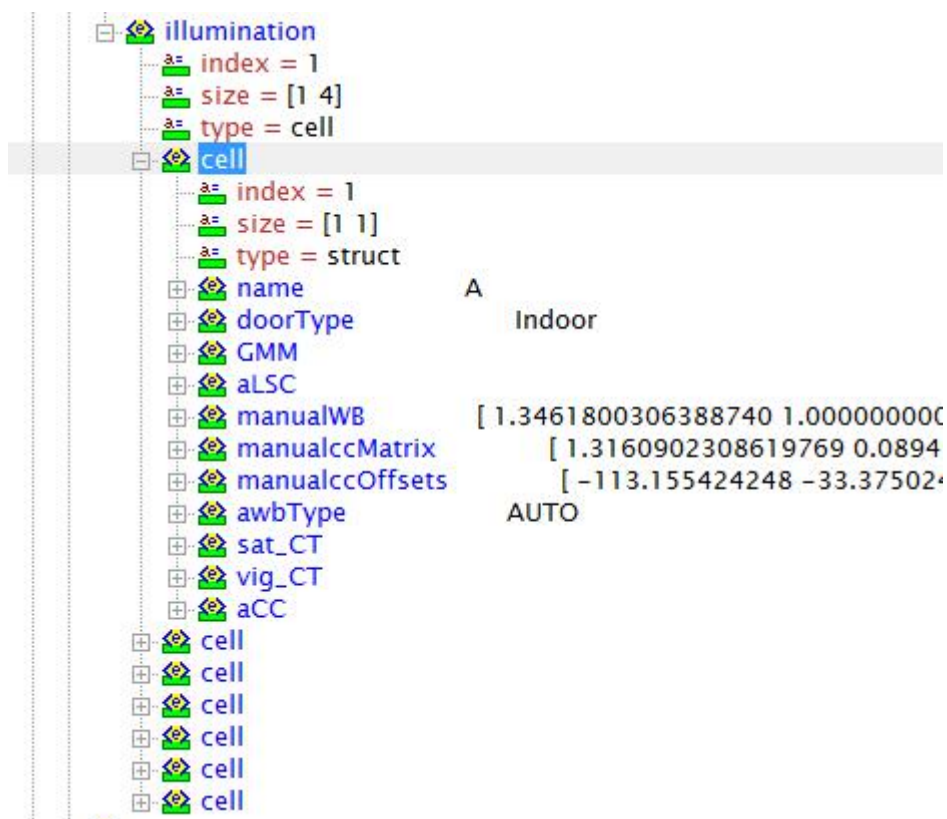 illumination
a= index = 1
a= size = [1 4]
a= type = cell
cell
a= index = 1
a= size = [1 1]
a= type = struct
name A
doorType Indoor
GMM
aLSC
manualWB [ 1.3461800306388740 1.000000000
manualccMatrix [ 1.3160902308619769 0.0894
manualccOffsets [ -113.155424248 -33.375024
awbType AUTO
sat_CT
vig_CT
aCC
cell
cell
cell
cell
cell
cell